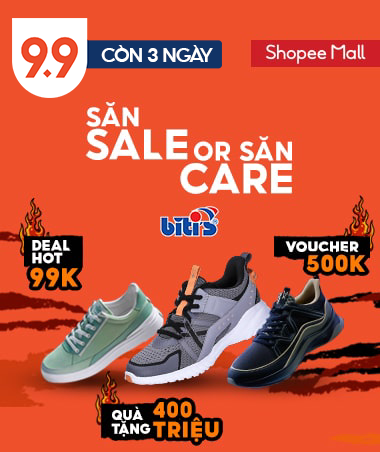 9.9
CÒN 3 NGÀY
Shopee Mall
SĂN
SALE OR SĂN
CARE
biti's
DEAL
HOT
99K
VOUCHER
500K
QUÀ
TẶNG
400
TRIỆU